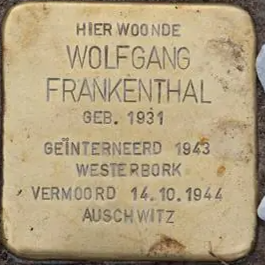 HIER WOONDE
WOLFGANG
FRANKENTHAL
GEB. 1931
GEÏNTERNEERD 1943
WESTERBORK
VERMOORD 14.10.1944
AUSCHWITZ